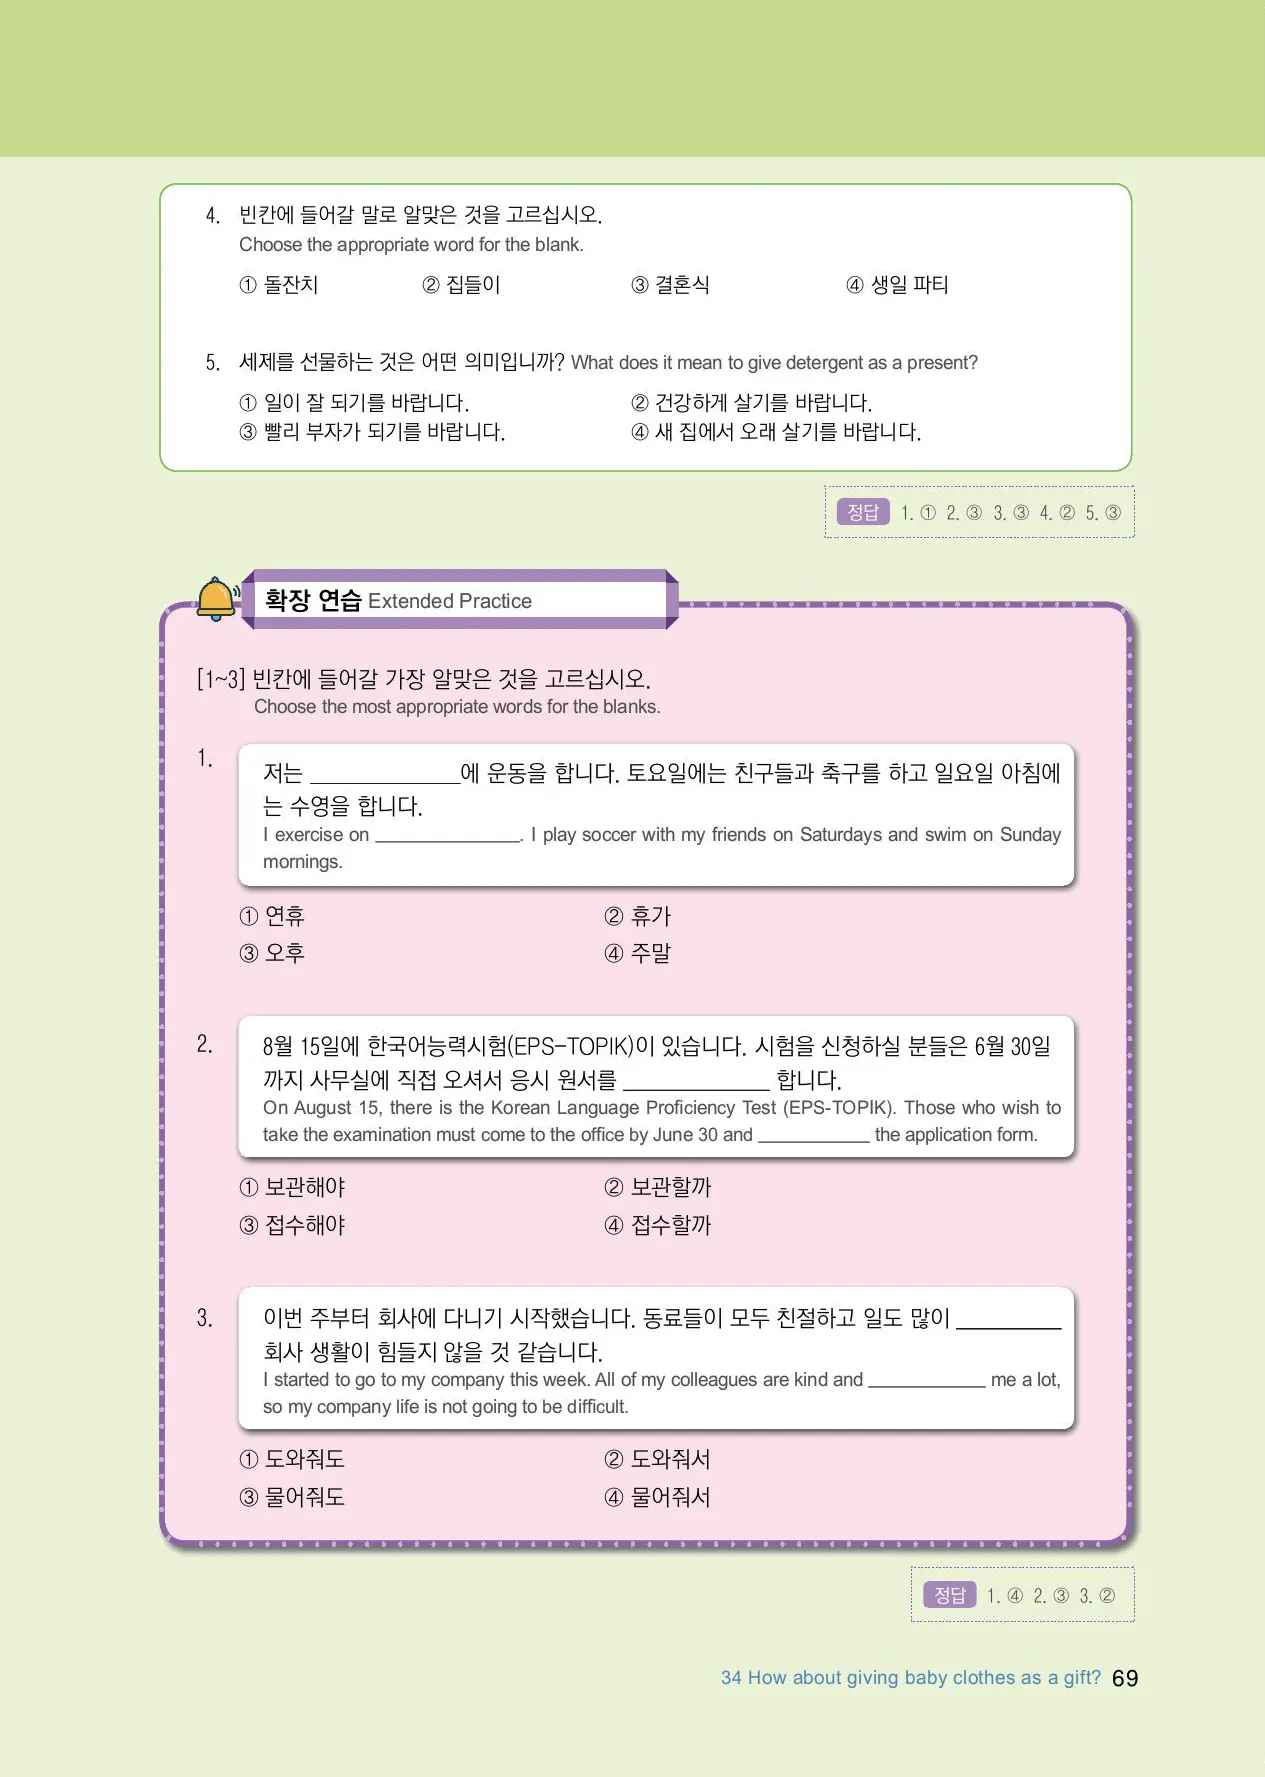 4. 빈칸에 들어갈 말로 알맞은 것을 고르십시오.
Choose the appropriate word for the blank.
① 돌잔치 ② 집들이 ③ 결혼식 ④ 생일 파티
5. 세제를 선물하는 것은 어떤 의미입니까? What does it mean to give detergent as a present?
① 일이 잘 되기를 바랍니다. ② 건강하게 살기를 바랍니다.
③ 빨리 부자가 되기를 바랍니다. ④ 새 집에서 오래 살기를 바랍니다.
정답 1. ① 2. ③ 3. ③ 4. ② 5. ③
확장 연습 Extended Practice
[1~3] 빈칸에 들어갈 가장 알맞은 것을 고르십시오.
Choose the most appropriate words for the blanks.
1. 저는 ______________에 운동을 합니다. 토요일에는 친구들과 축구를 하고 일요일 아침에
는 수영을 합니다.
I exercise on ______________. I play soccer with my friends on Saturdays and swim on Sunday
mornings.
① 연휴 ② 휴가
③ 오후 ④ 주말
2. 8월 15일에 한국어능력시험(EPS-TOPIK)이 있습니다. 시험을 신청하실 분들은 6월 30일
까지 사무실에 직접 오셔서 응시 원서를 ______________ 합니다.
On August 15, there is the Korean Language Proficiency Test (EPS-TOPIK). Those who wish to
take the examination must come to the office by June 30 and ___________ the application form.
① 보관해야 ② 보관할까
③ 접수해야 ④ 접수할까
3. 이번 주부터 회사에 다니기 시작했습니다. 동료들이 모두 친절하고 일도 많이 __________
회사 생활이 힘들지 않을 것 같습니다.
I started to go to my company this week. All of my colleagues are kind and ___________ me a lot,
so my company life is not going to be difficult.
① 도와줘도 ② 도와줘서
③ 물어줘도 ④ 물어줘서
정답 1. ④ 2. ③ 3. ②
34 How about giving baby clothes as a gift? 69